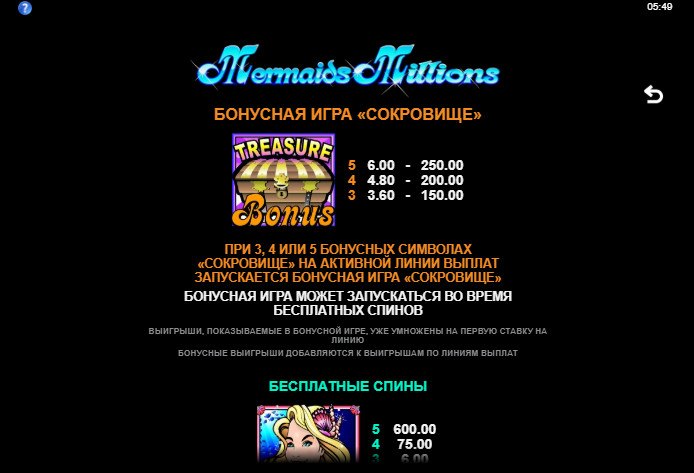 ?
05:49
Mermaids Millions
БОНУСНАЯ ИГРА «СОКРОВИЩЕ»
TREASURE
Bonus
5 6.00 - 250.00
4 4.80 - 200.00
3 3.60 - 150.00
ПРИ 3, 4 ИЛИ 5 БОНУСНЫХ СИМВОЛАХ
«СОКРОВИЩЕ» НА АКТИВНОЙ ЛИНИИ ВЫПЛАТ
ЗАПУСКАЕТСЯ БОНУСНАЯ ИГРА «СОКРОВИЩЕ»
БОНУСНАЯ ИГРА МОЖЕТ ЗАПУСКАТЬСЯ ВО ВРЕМЯ
БЕСПЛАТНЫХ СПИНОВ
ВЫИГРЫШИ, ПОКАЗЫВАЕМЫЕ В БОНУСНОЙ ИГРЕ, УЖЕ УМНОЖЕНЫ НА ПЕРВУЮ СТАВКУ НА
ЛИНИЮ
БОНУСНЫЕ ВЫИГРЫШИ ДОБАВЛЯЮТСЯ К ВЫИГРЫШАМ ПО ЛИНИЯМ ВЫПЛАТ
БЕСПЛАТНЫЕ СПИНЫ
5 600.00
4 75.00
3 6.00